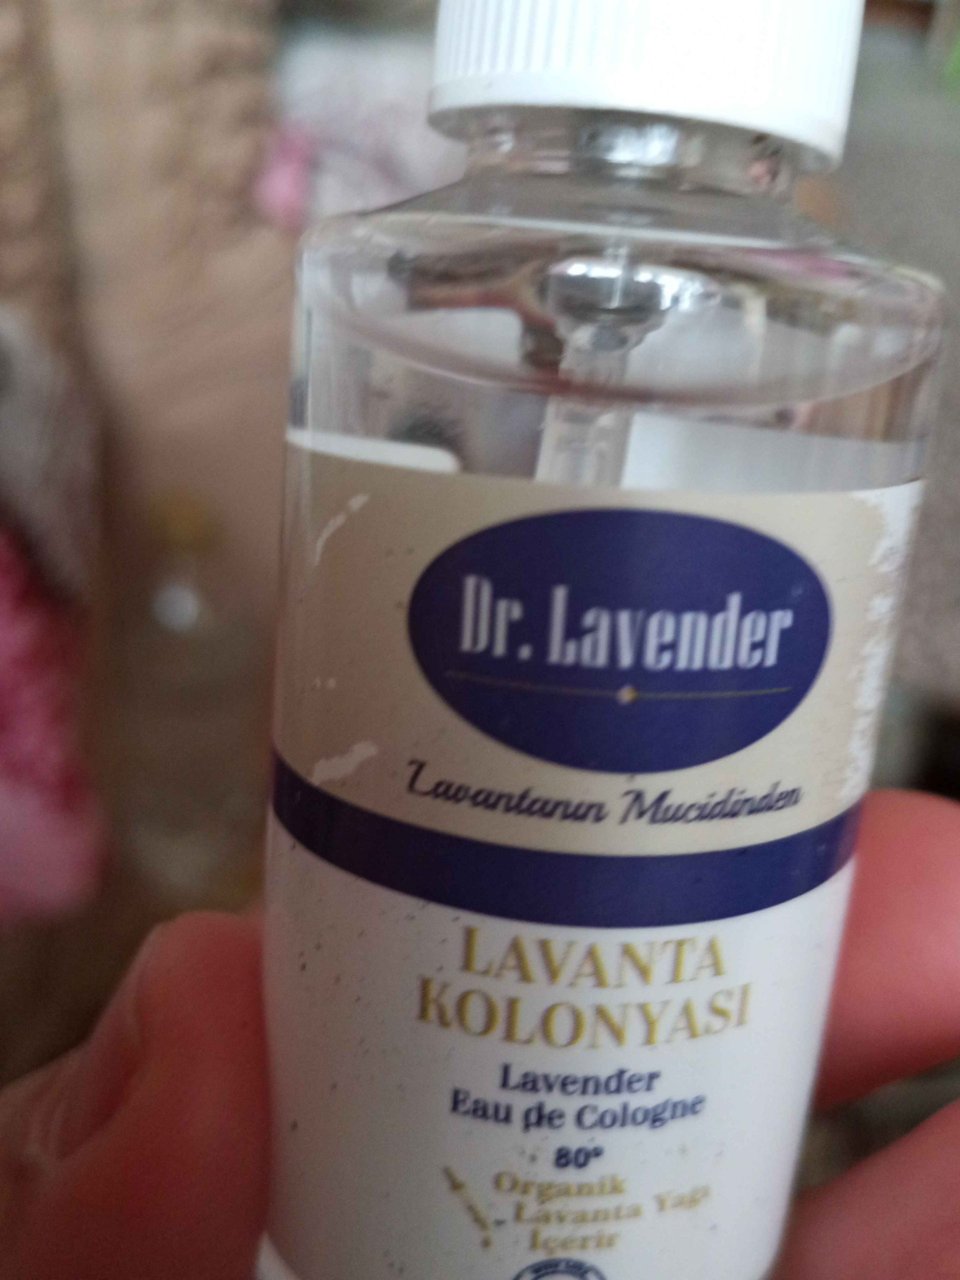 Dr. Lavender
Lavantanın Mucidinden
LAVANTA
KOLONYASI
Lavender
Eau de Cologne
80°
Organik
Lavanta Yağı
İçerir